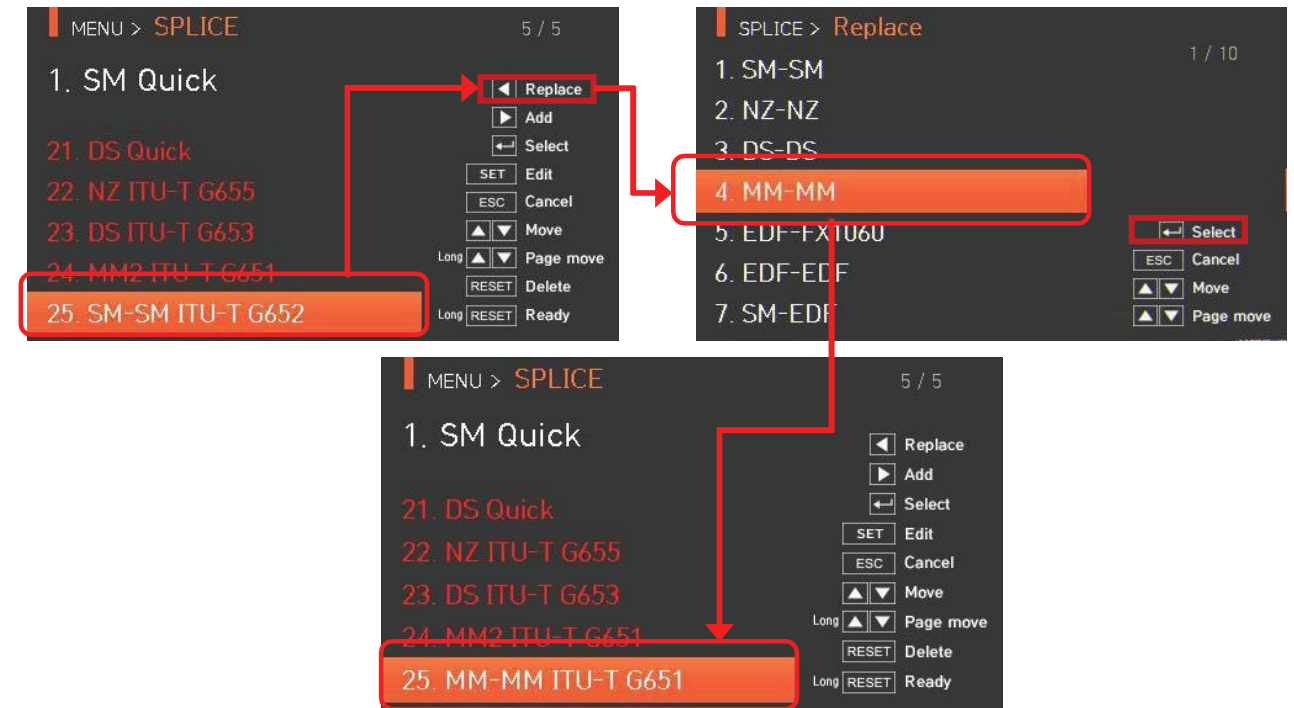 MENU > SPLICE
5 / 5
1. SM Quick
21. DS Quick
22. NZ ITU-T G655
23. DS ITU-T G653
24. MM2 ITU-T G651
25. SM-SM ITU-T G652
◀ Replace
▶ Add
↵ Select
SET Edit
ESC Cancel
▲▼ Move
Long ▲▼ Page move
RESET Delete
Long RESET Ready
SPLICE > Replace
1 / 10
1. SM-SM
2. NZ-NZ
3. DS-DS
4. MM-MM
5. EDF-FX1060
6. EDF-EDF
7. SM-EDF
↵ Select
ESC Cancel
▲▼ Move
▲▼ Page move
MENU > SPLICE
5 / 5
1. SM Quick
21. DS Quick
22. NZ ITU-T G655
23. DS ITU-T G653
24. MM2 ITU-T G651
25. MM-MM ITU-T G651
◀ Replace
▶ Add
↵ Select
SET Edit
ESC Cancel
▲▼ Move
Long ▲▼ Page move
RESET Delete
Long RESET Ready